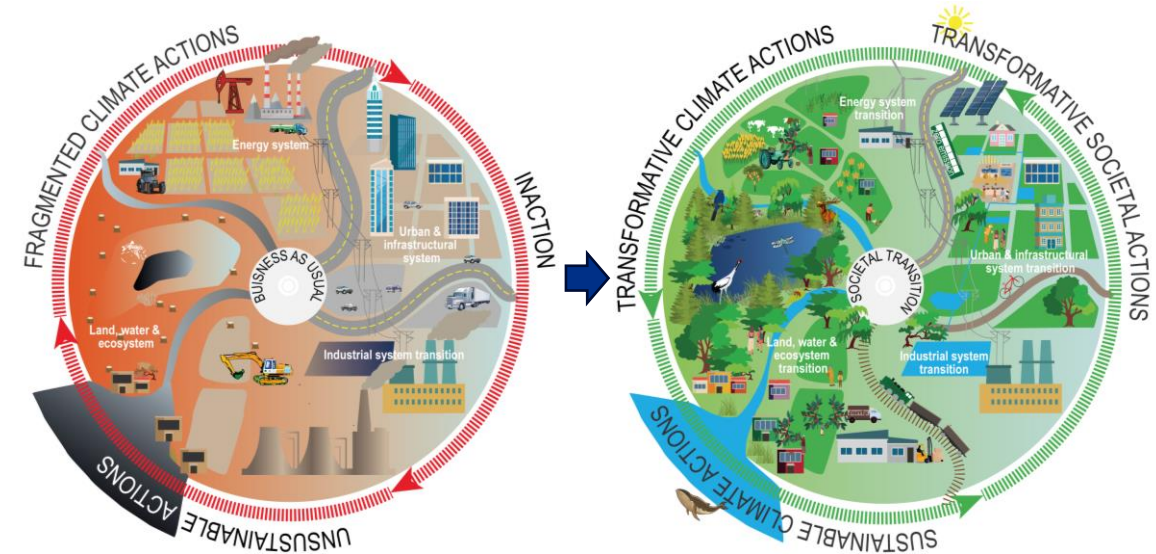 FRAGMENTED CLIMATE ACTIONS
INACTION
UNSUSTAINABLE ACTIONS
Energy system
Urban &
infrastructural
system
BUISNESS AS USUAL
Land, water &
ecosystem
Industrial system transition
TRANSFORMATIVE CLIMATE ACTIONS
TRANSFORMATIVE SOCIETAL ACTIONS
SUSTAINABLE CLIMATE ACTIONS
Energy system
transition
Urban & infrastructural
system transition
SOCIETAL TRANSITION
Land, water &
ecosystem
transition
Industrial system
transition